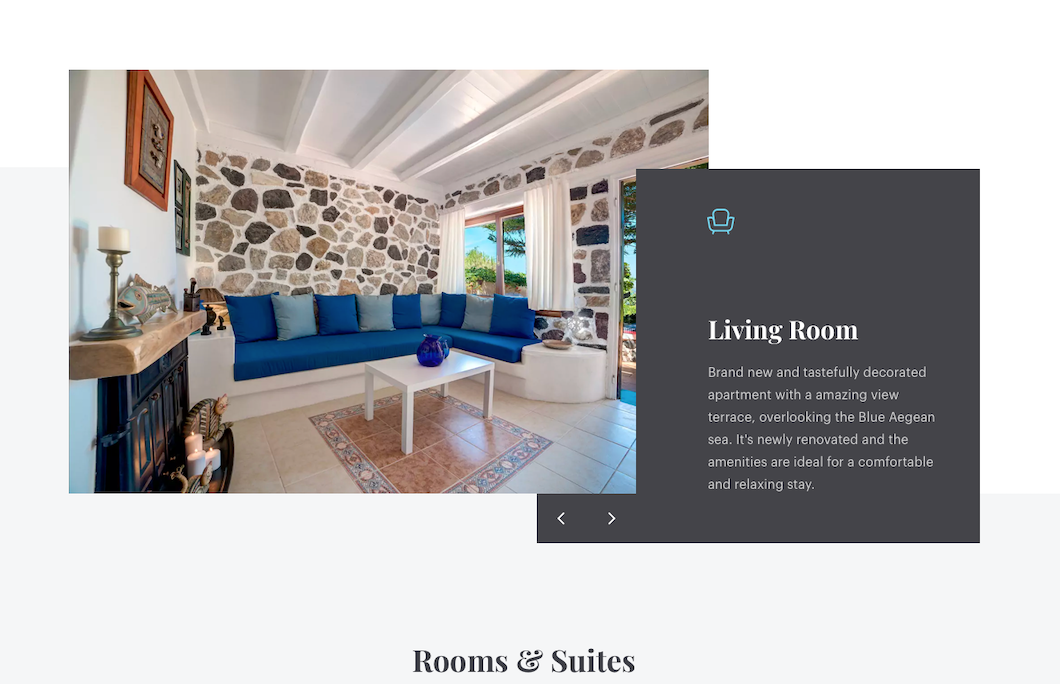 Living Room
Brand new and tastefully decorated
apartment with a amazing view
terrace, overlooking the Blue Aegean
sea. It's newly renovated and the
amenities are ideal for a comfortable
and relaxing stay.
Rooms & Suites